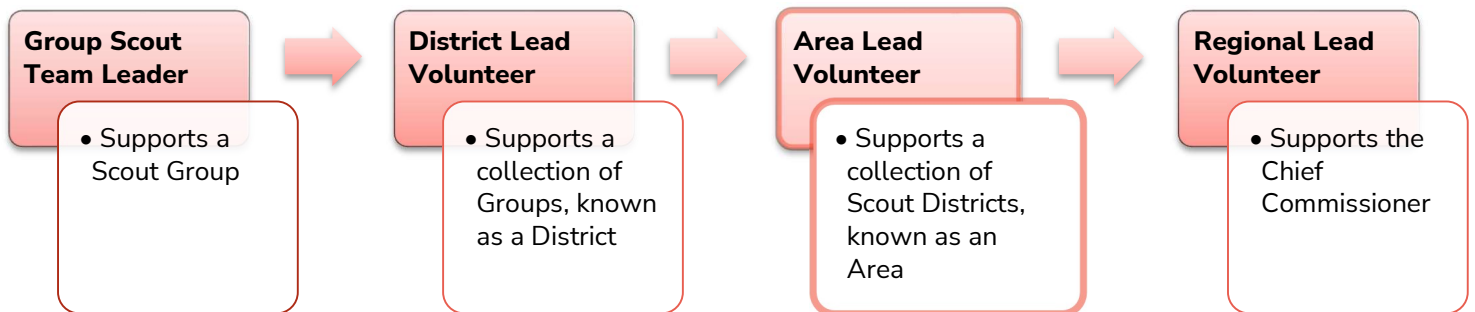 Group Scout
Team Leader
• Supports a
Scout Group
District Lead
Volunteer
• Supports a
collection of
Groups, known
as a District
Area Lead
Volunteer
• Supports a
collection of
Scout Districts,
known as an
Area
Regional Lead
Volunteer
• Supports the
Chief
Commissioner